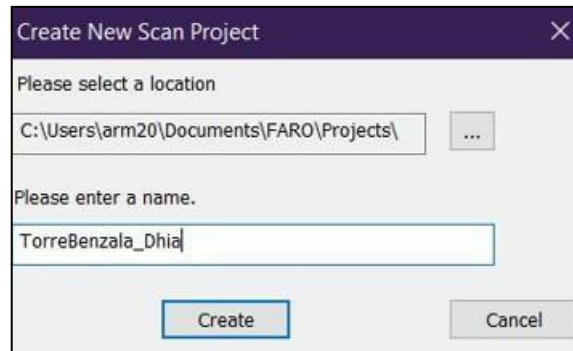 Create New Scan Project
Please select a location
C:\Users\arm20\Documents\FARO\Projects\
...
Please enter a name.
TorreBenzala_Dhia
Create
Cancel